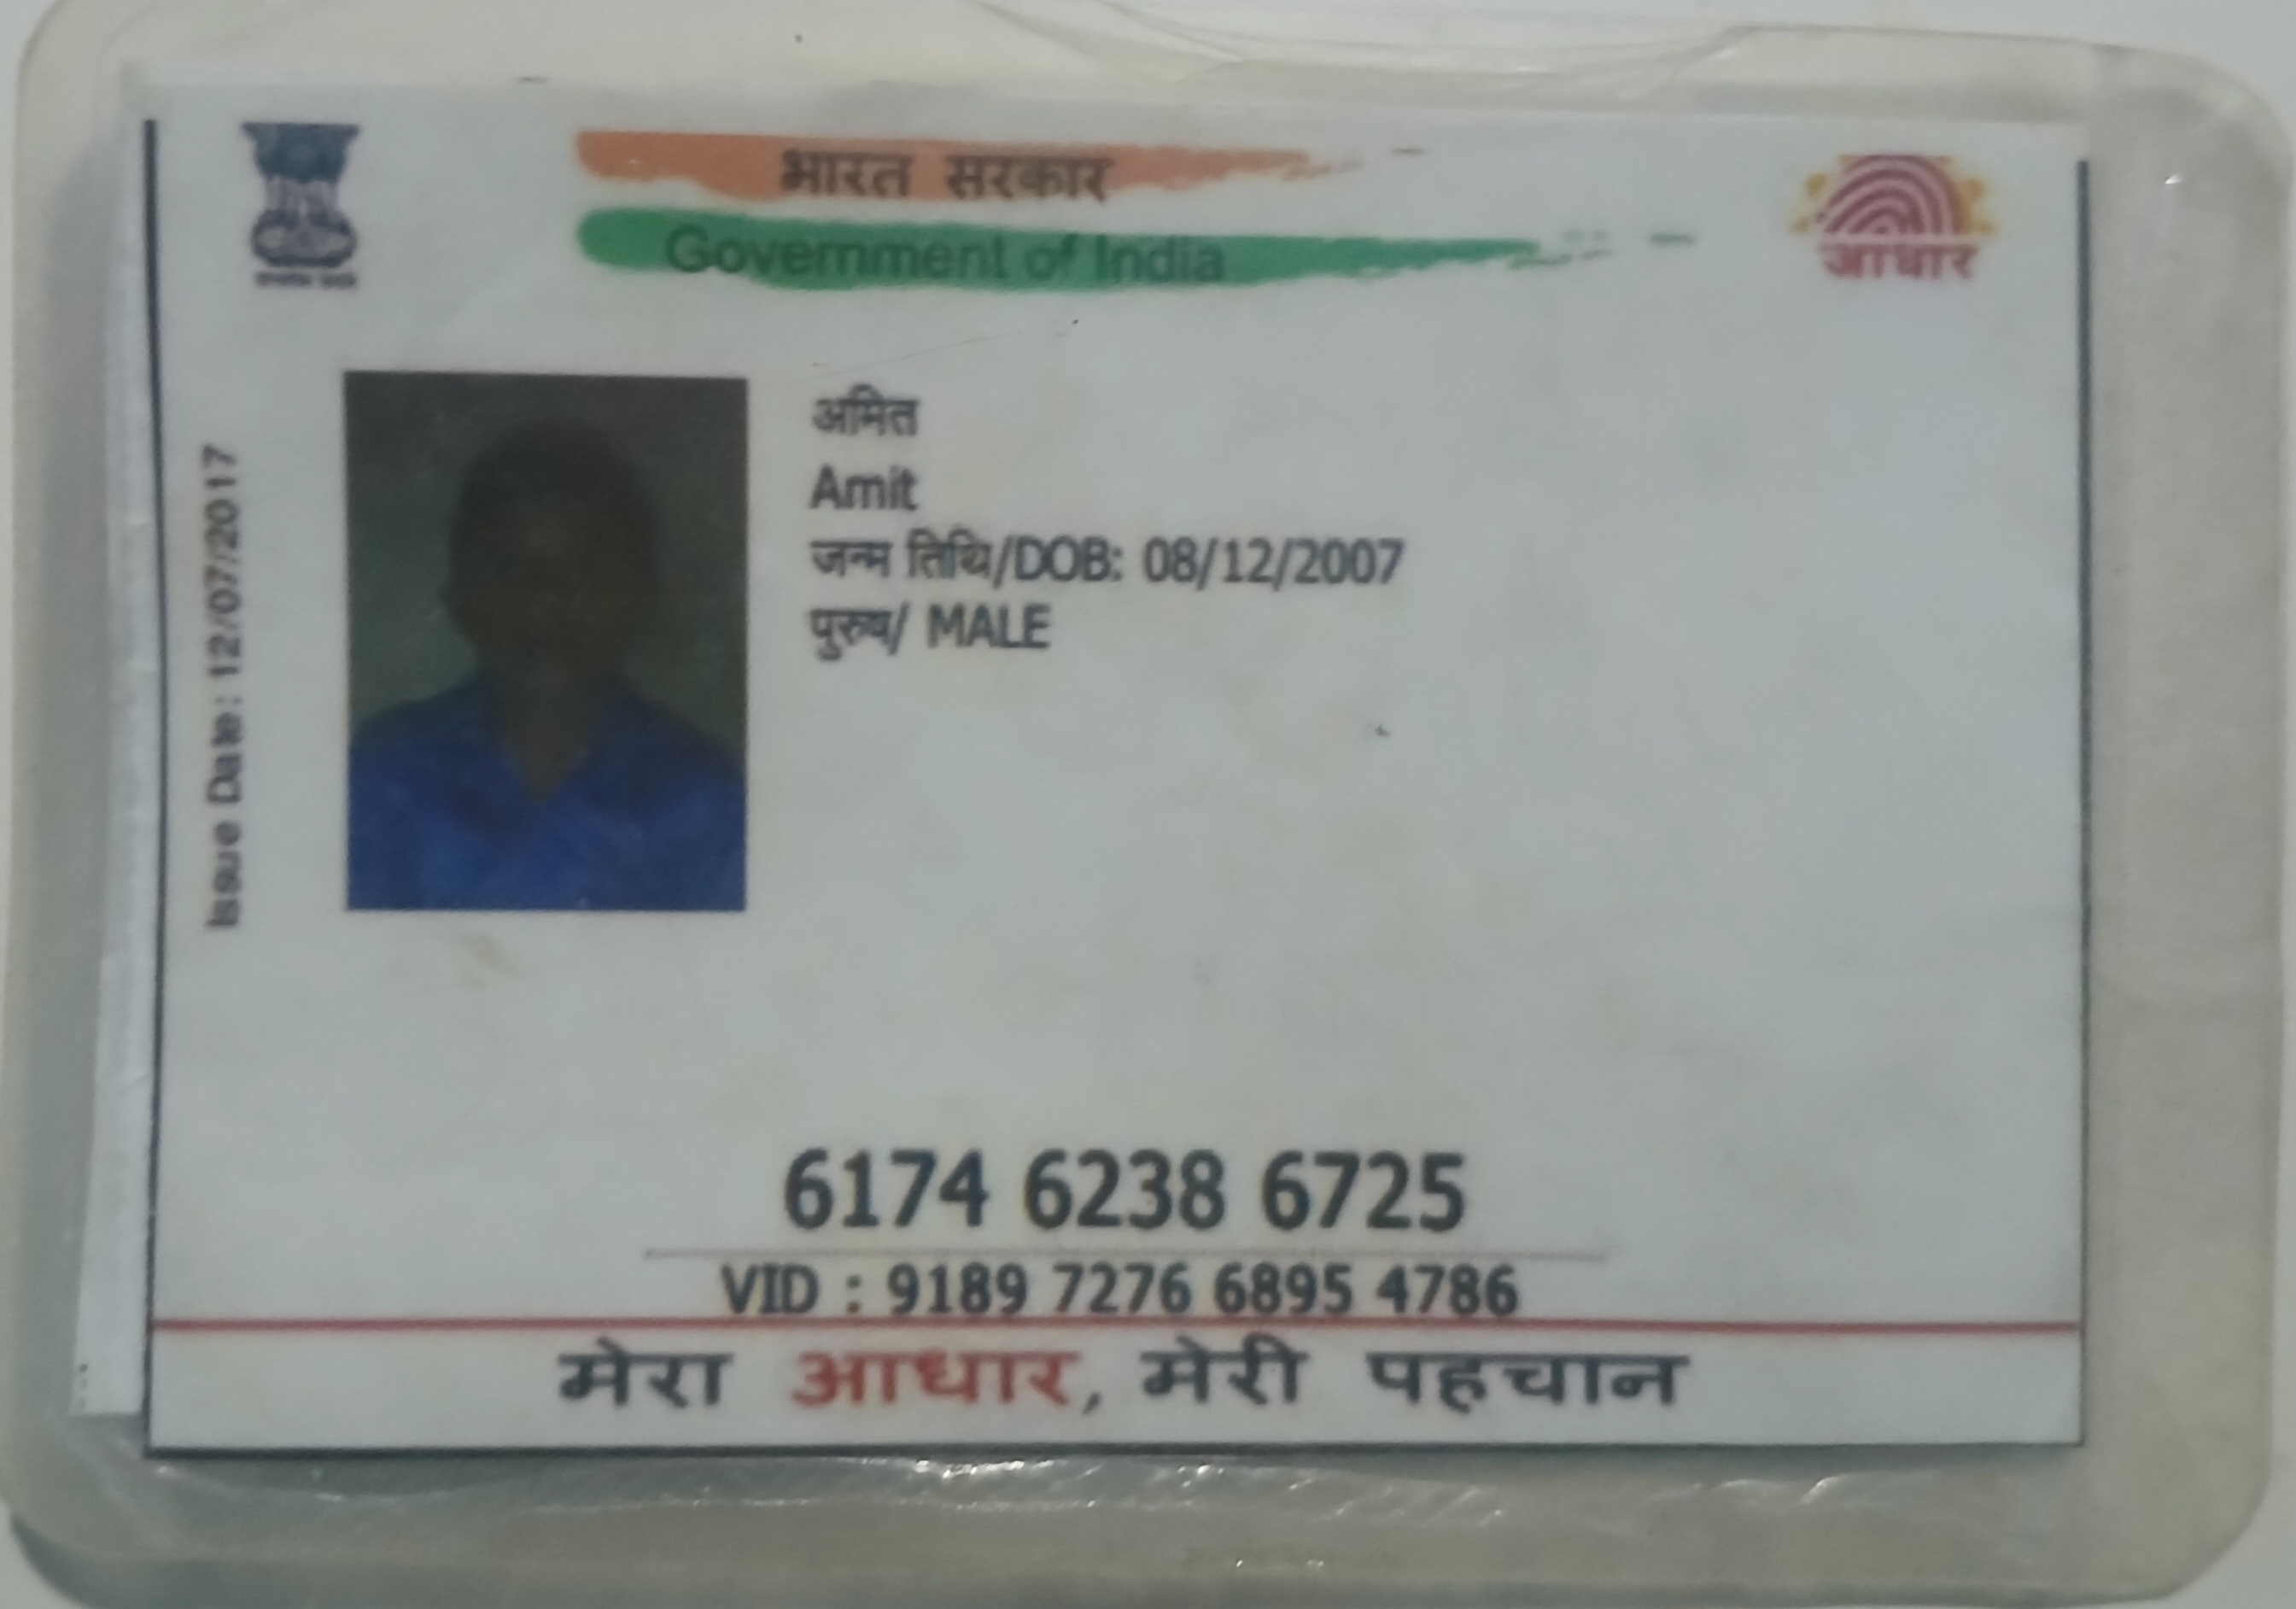 भारत सरकार
Government of India
आधार
Issue Date: 12/07/2017
अमित
Amit
जन्म तिथि/DOB: 08/12/2007
पुरुष/ MALE
6174 6238 6725
VID : 9189 7276 6895 4786
मेरा आधार, मेरी पहचान